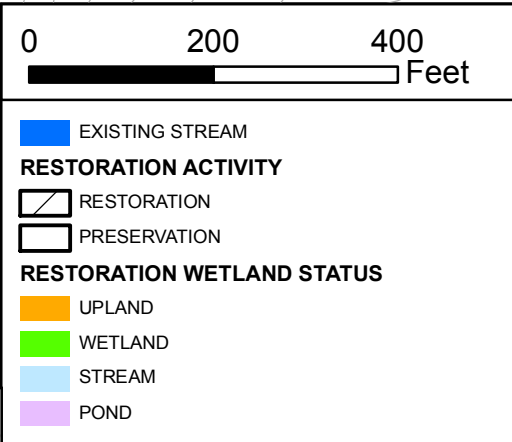 0 200 400
Feet
EXISTING STREAM
RESTORATION ACTIVITY
RESTORATION
PRESERVATION
RESTORATION WETLAND STATUS
UPLAND
WETLAND
STREAM
POND